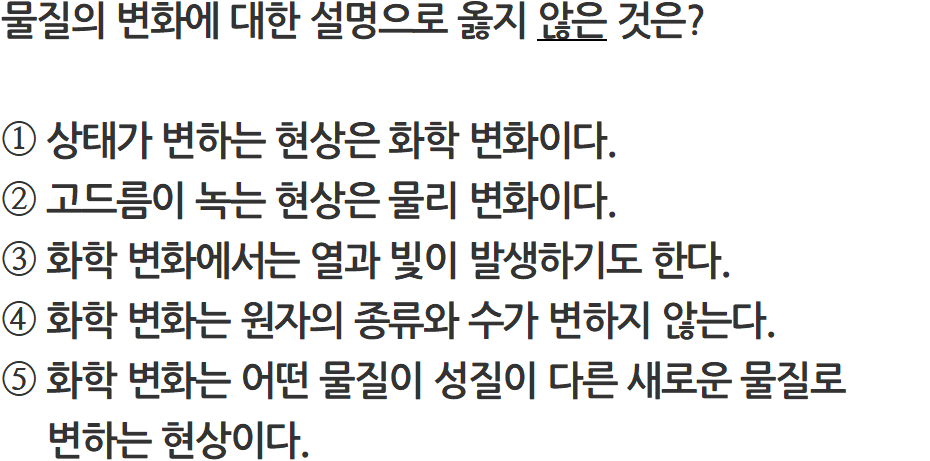 물질의 변화에 대한 설명으로 옳지 않은 것은?
① 상태가 변하는 현상은 화학 변화이다.
② 고드름이 녹는 현상은 물리 변화이다.
③ 화학 변화에서는 열과 빛이 발생하기도 한다.
④ 화학 변화는 원자의 종류와 수가 변하지 않는다.
⑤ 화학 변화는 어떤 물질이 성질이 다른 새로운 물질로
변하는 현상이다.